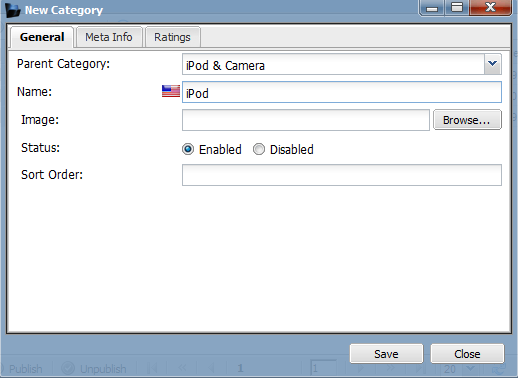 New Category
General Meta Info Ratings
Parent Category: iPod & Camera
Name: iPod
Image: Browse...
Status: Enabled Disabled
Sort Order:
Save Close
Publish Unpublish 1 1 20